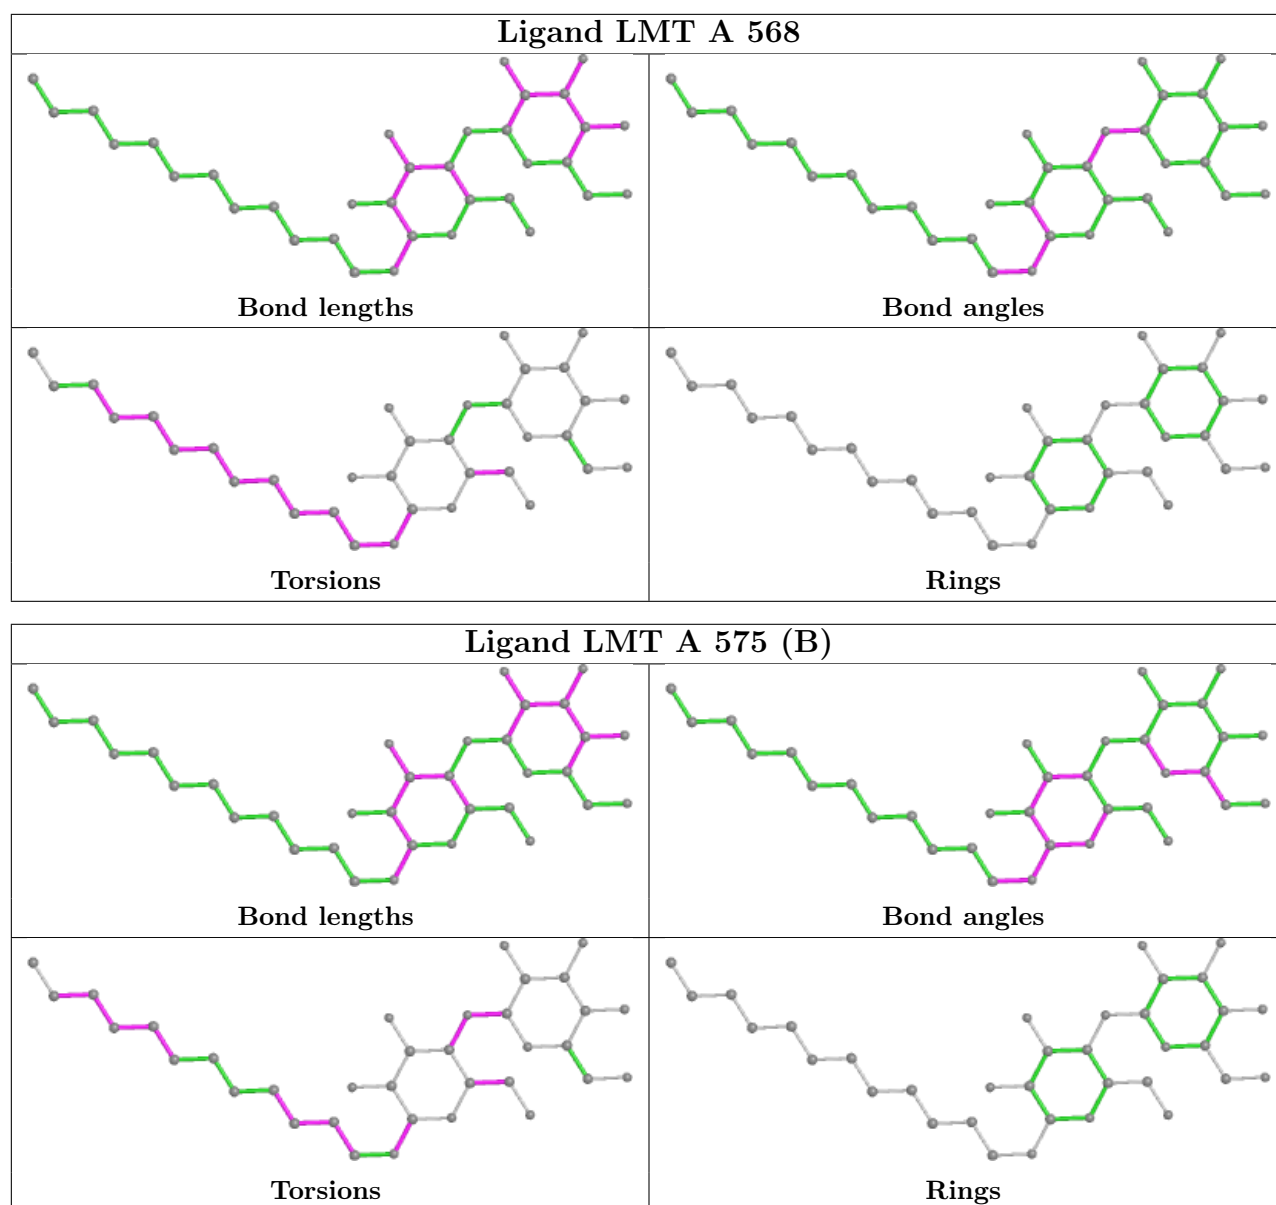 Ligand LMT A 568
Bond lengths
Bond angles
Torsions
Rings
Ligand LMT A 575 (B)
Bond lengths
Bond angles
Torsions
Rings